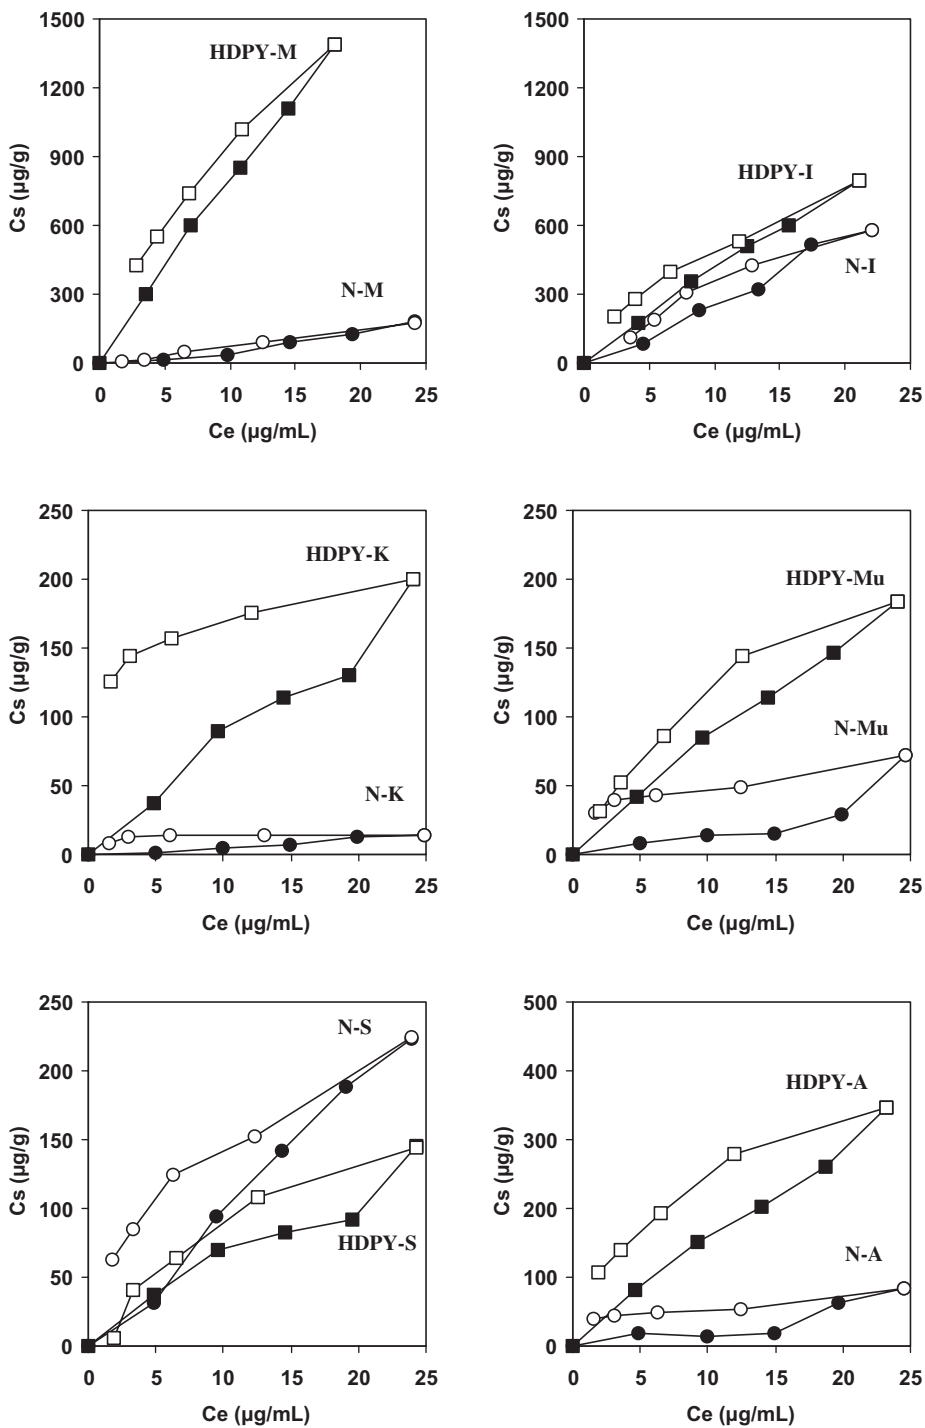 1500
1200
900
600
300
0
Cs (µg/g)
HDPY-M
N-M
0 5 10 15 20 25
Ce (µg/mL)
1500
1200
900
600
300
0
Cs (µg/g)
HDPY-I
N-I
0 5 10 15 20 25
Ce (µg/mL)
250
200
150
100
50
0
Cs (µg/g)
HDPY-K
N-K
0 5 10 15 20 25
Ce (µg/mL)
250
200
150
100
50
0
Cs (µg/g)
HDPY-Mu
N-Mu
0 5 10 15 20 25
Ce (µg/mL)
250
200
150
100
50
0
Cs (µg/g)
N-S
HDPY-S
0 5 10 15 20 25
Ce (µg/mL)
500
400
300
200
100
0
Cs (µg/g)
HDPY-A
N-A
0 5 10 15 20 25
Ce (µg/mL)